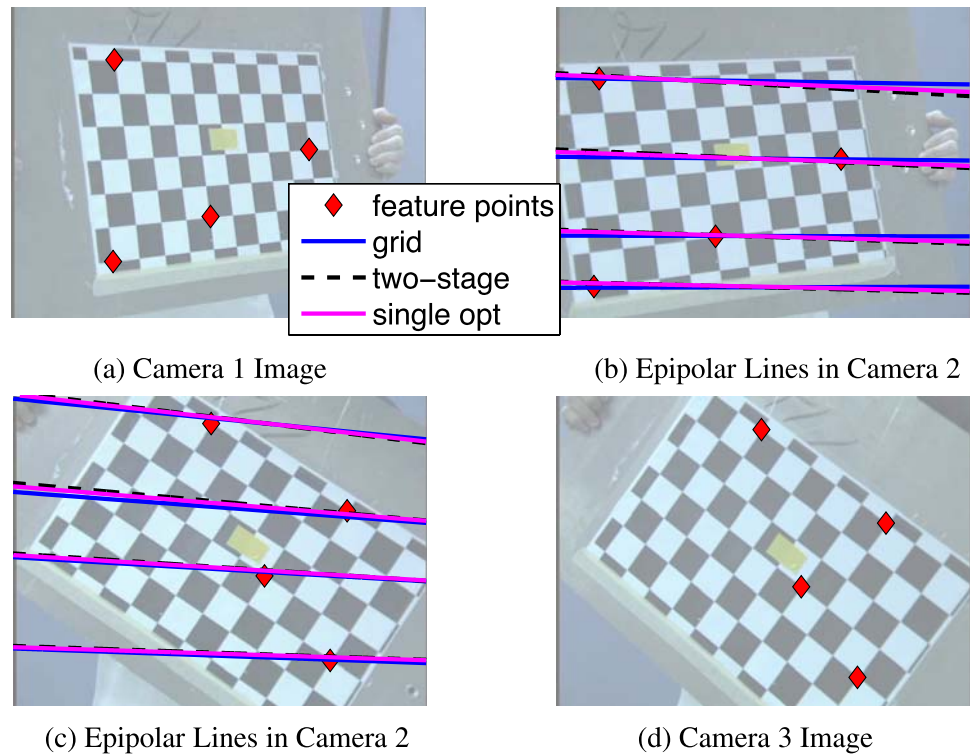 feature points
grid
two-stage
single opt
(a) Camera 1 Image
(b) Epipolar Lines in Camera 2
(c) Epipolar Lines in Camera 2
(d) Camera 3 Image